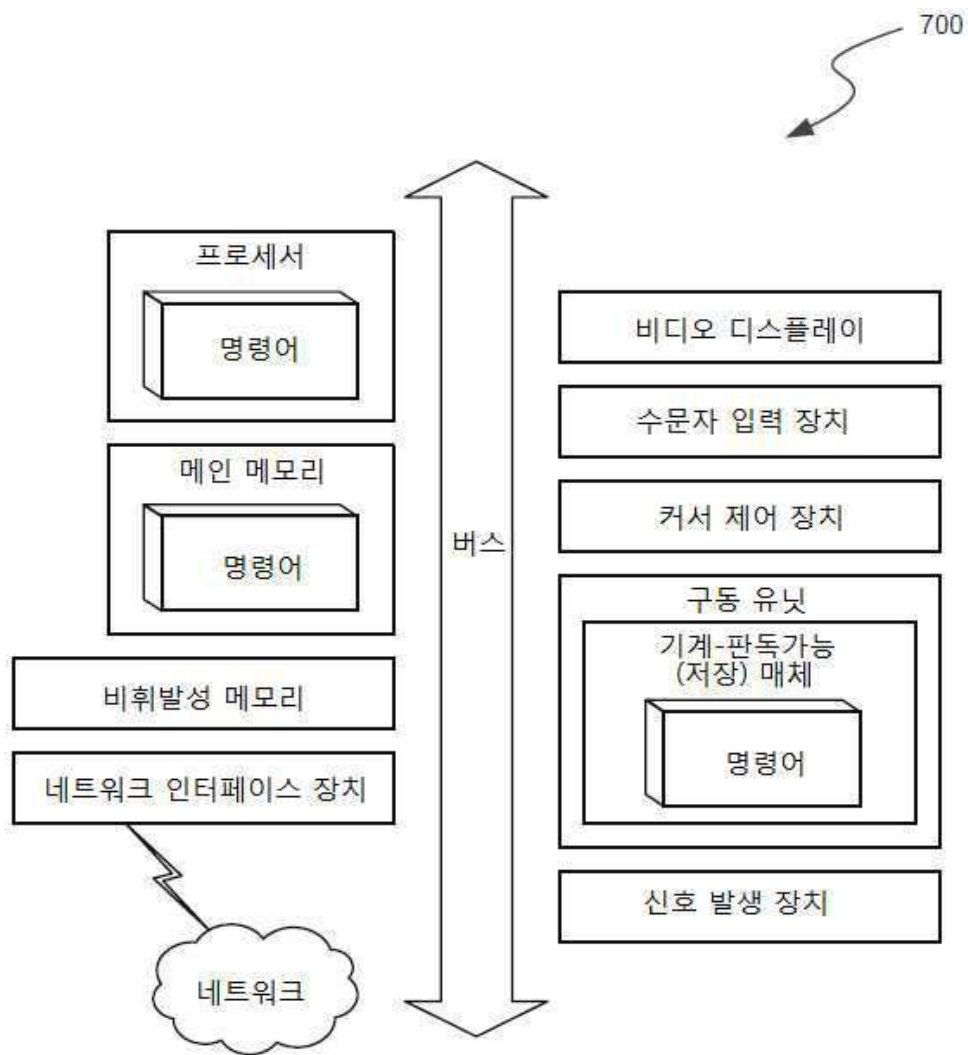 700
프로세서
명령어
메인 메모리
명령어
비휘발성 메모리
네트워크 인터페이스 장치
네트워크
버스
비디오 디스플레이
수문자 입력 장치
커서 제어 장치
구동 유닛
기계-판독가능
(저장) 매체
명령어
신호 발생 장치